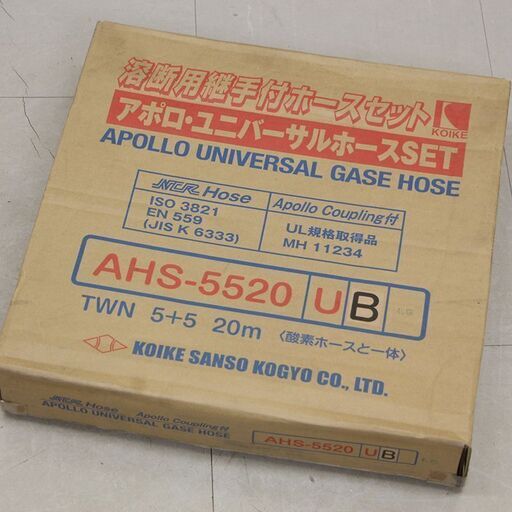 溶断用継手付ホースセット
KOIKE
アポロ・ユニバーサルホースSET
APOLLO UNIVERSAL GASE HOSE
NCR Hose
ISO 3821
EN 559
(JIS K 6333)
Apollo Coupling付
UL規格取得品
MH 11234
AHS-5520 U B
TWN 5+5 20m 〈酸素ホースと一体〉
KOIKE SANSO KOGYO CO., LTD.
NCR Hose Apollo Coupling付
APOLLO UNIVERSAL GASE HOSE
AHS-5520 U B